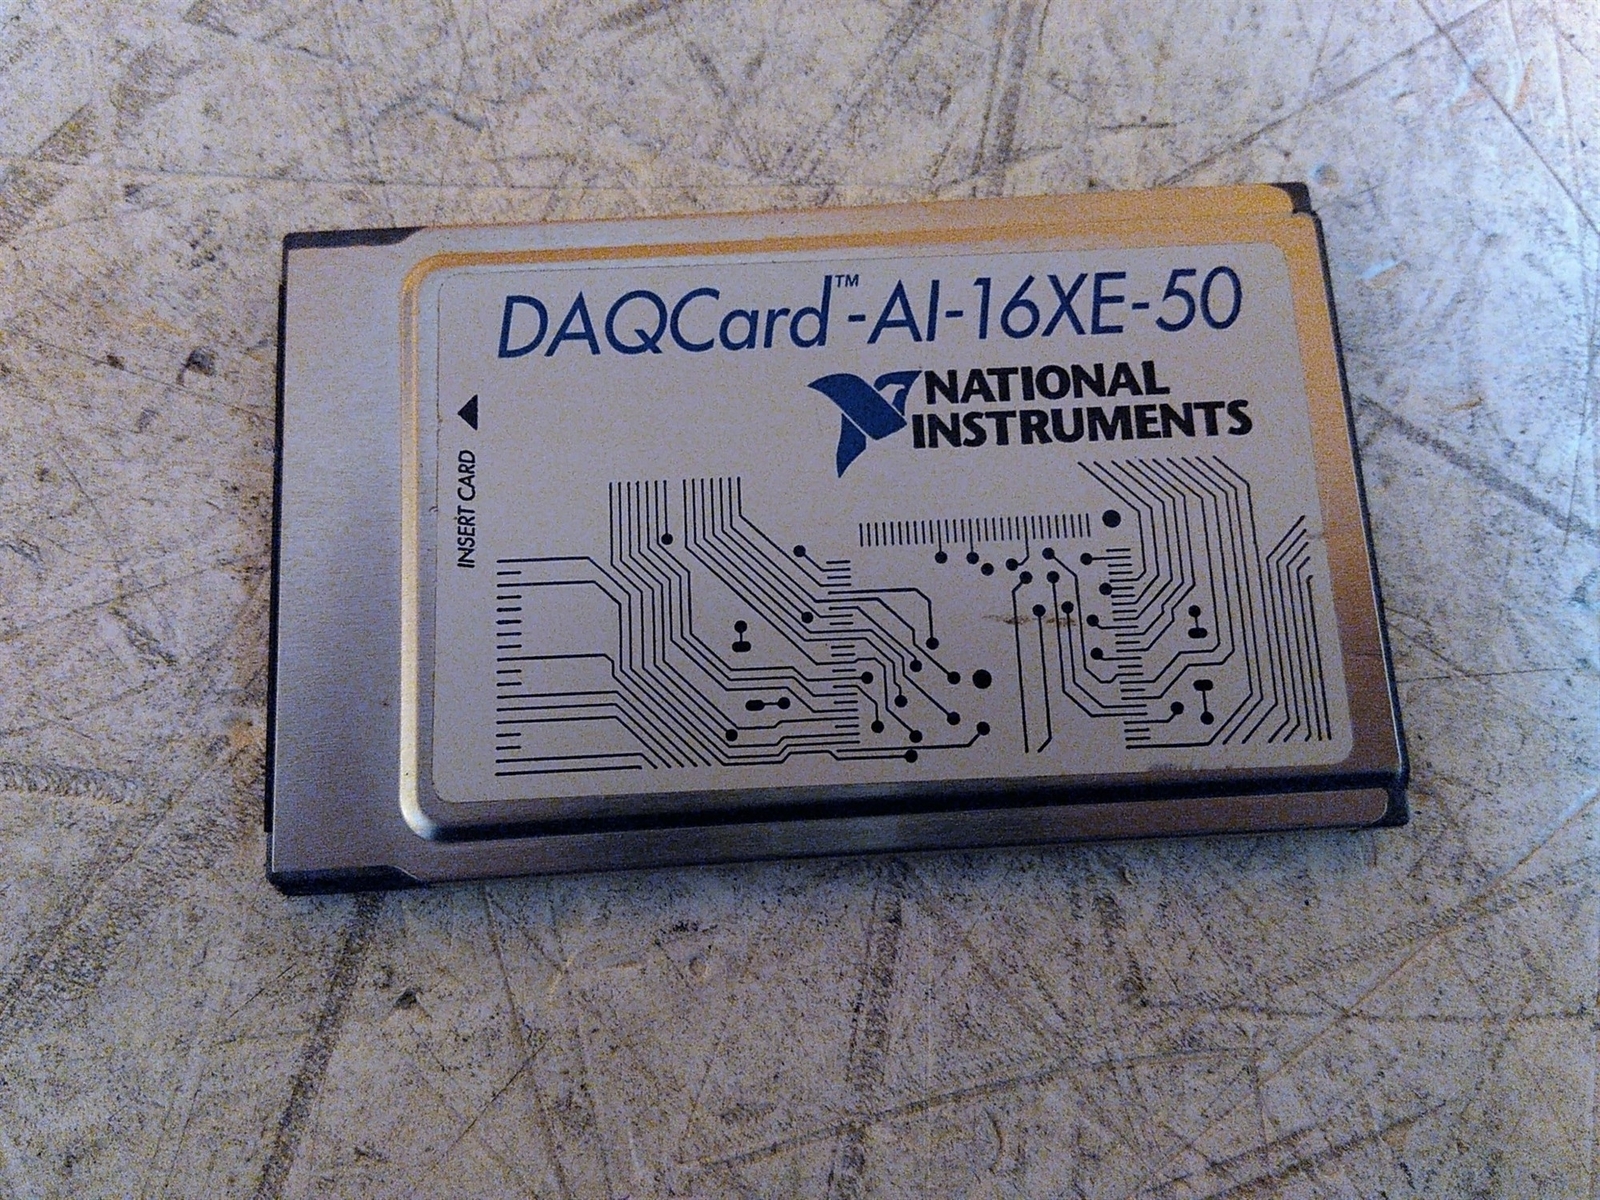 DAQCard™-AI-16XE-50
NATIONAL
INSTRUMENTS
INSERT CARD